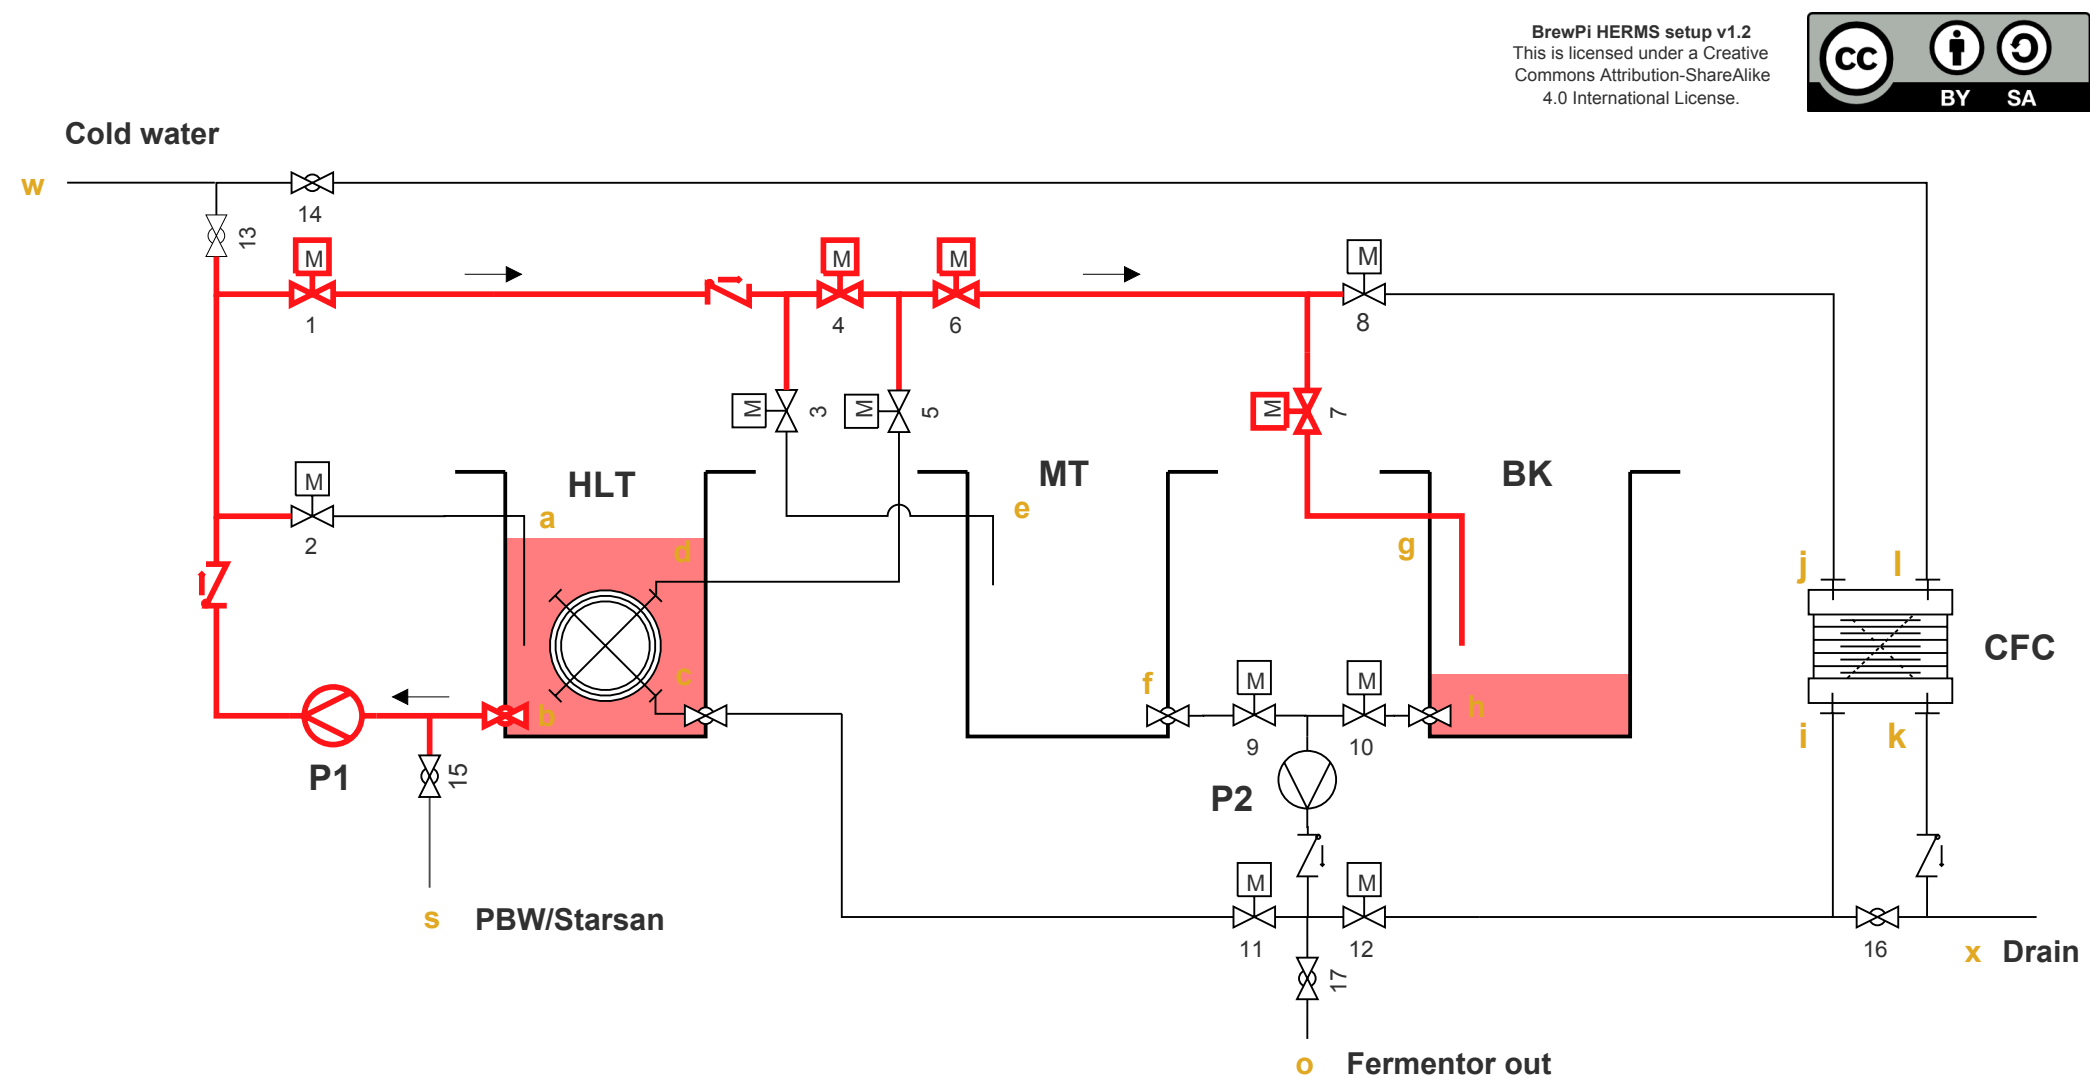 BrewPi HERMS setup v1.2
This is licensed under a Creative
Commons Attribution-ShareAlike
4.0 International License.
cc
BY SA
Cold water
w
14
13
M
M
M
M
1
4
6
8
M
3
M
5
M
7
M
2
HLT
MT
BK
a
d
e
g
j
l
CFC
c
b
f
M
M
h
9
10
i
k
P1
15
P2
M
M
s
PBW/Starsan
11
12
16
x
Drain
17
o
Fermentor out